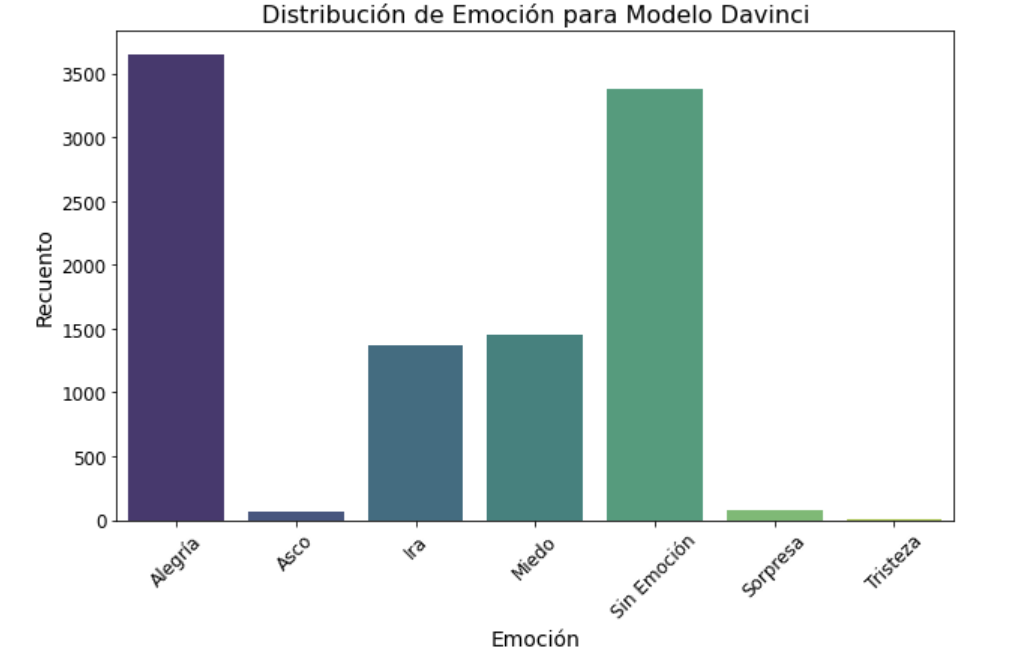 Distribución de Emoción para Modelo Davinci
Recuento
3500
3000
2500
2000
1500
1000
500
0
Alegría
Asco
Ira
Miedo
Sin Emoción
Sorpresa
Tristeza
Emoción